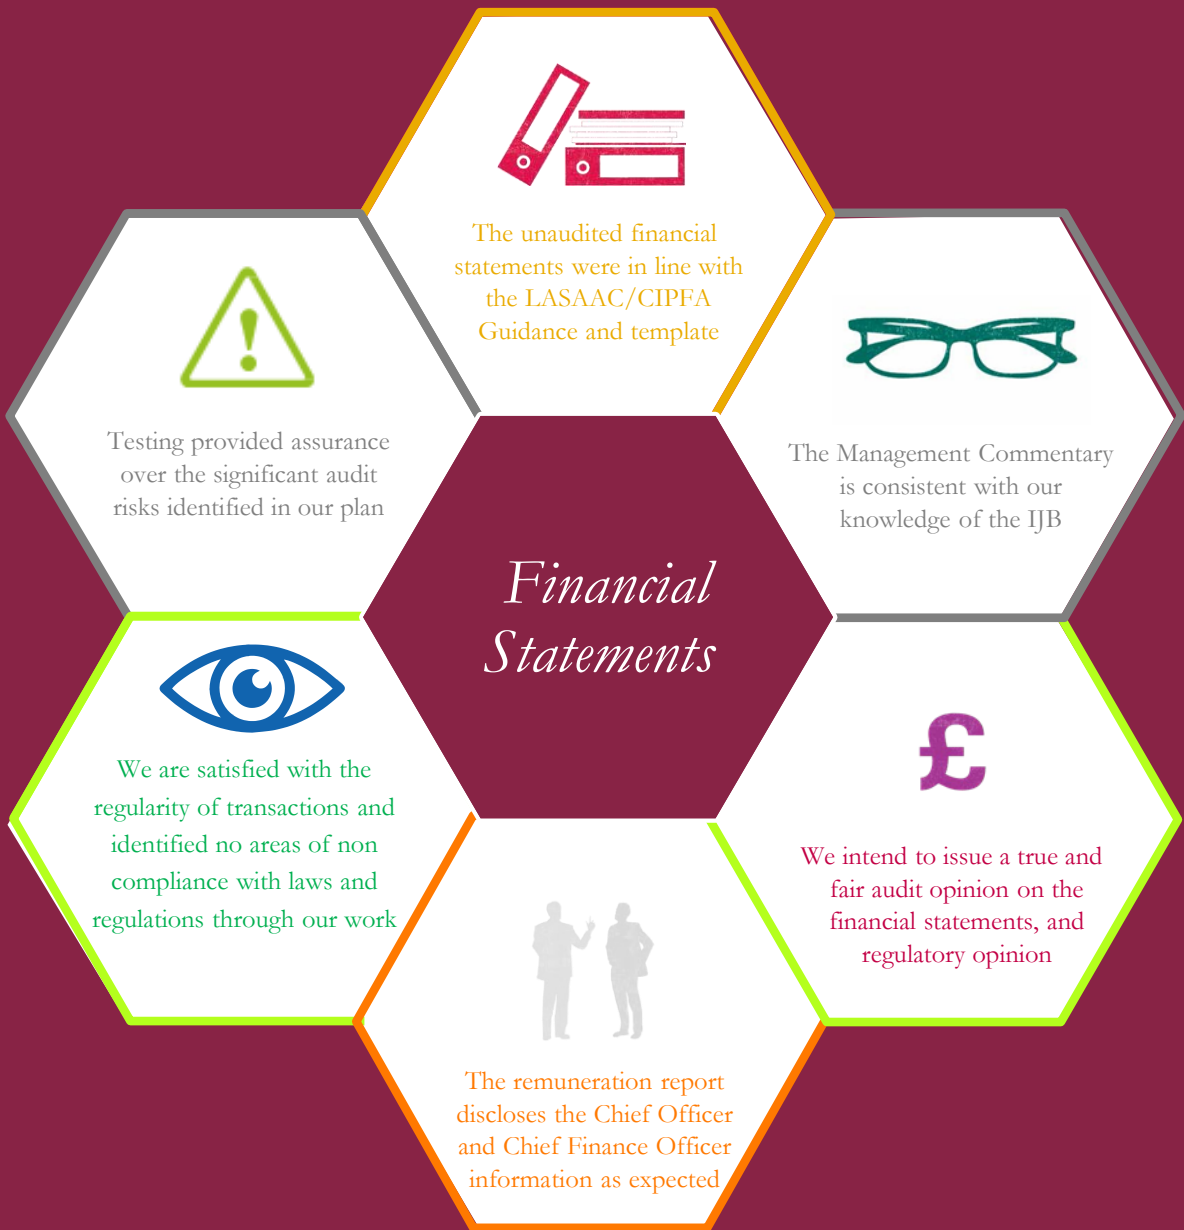 The unaudited financial
statements were in line with
the LASAAC/CIPFA
Guidance and template
Testing provided assurance
over the significant audit
risks identified in our plan
The Management Commentary
is consistent with our
knowledge of the IJB
Financial
Statements
We are satisfied with the
regularity of transactions and
identified no areas of non
compliance with laws and
regulations through our work
£
We intend to issue a true and
fair audit opinion on the
financial statements, and
regulatory opinion
The remuneration report
discloses the Chief Officer
and Chief Finance Officer
information as expected